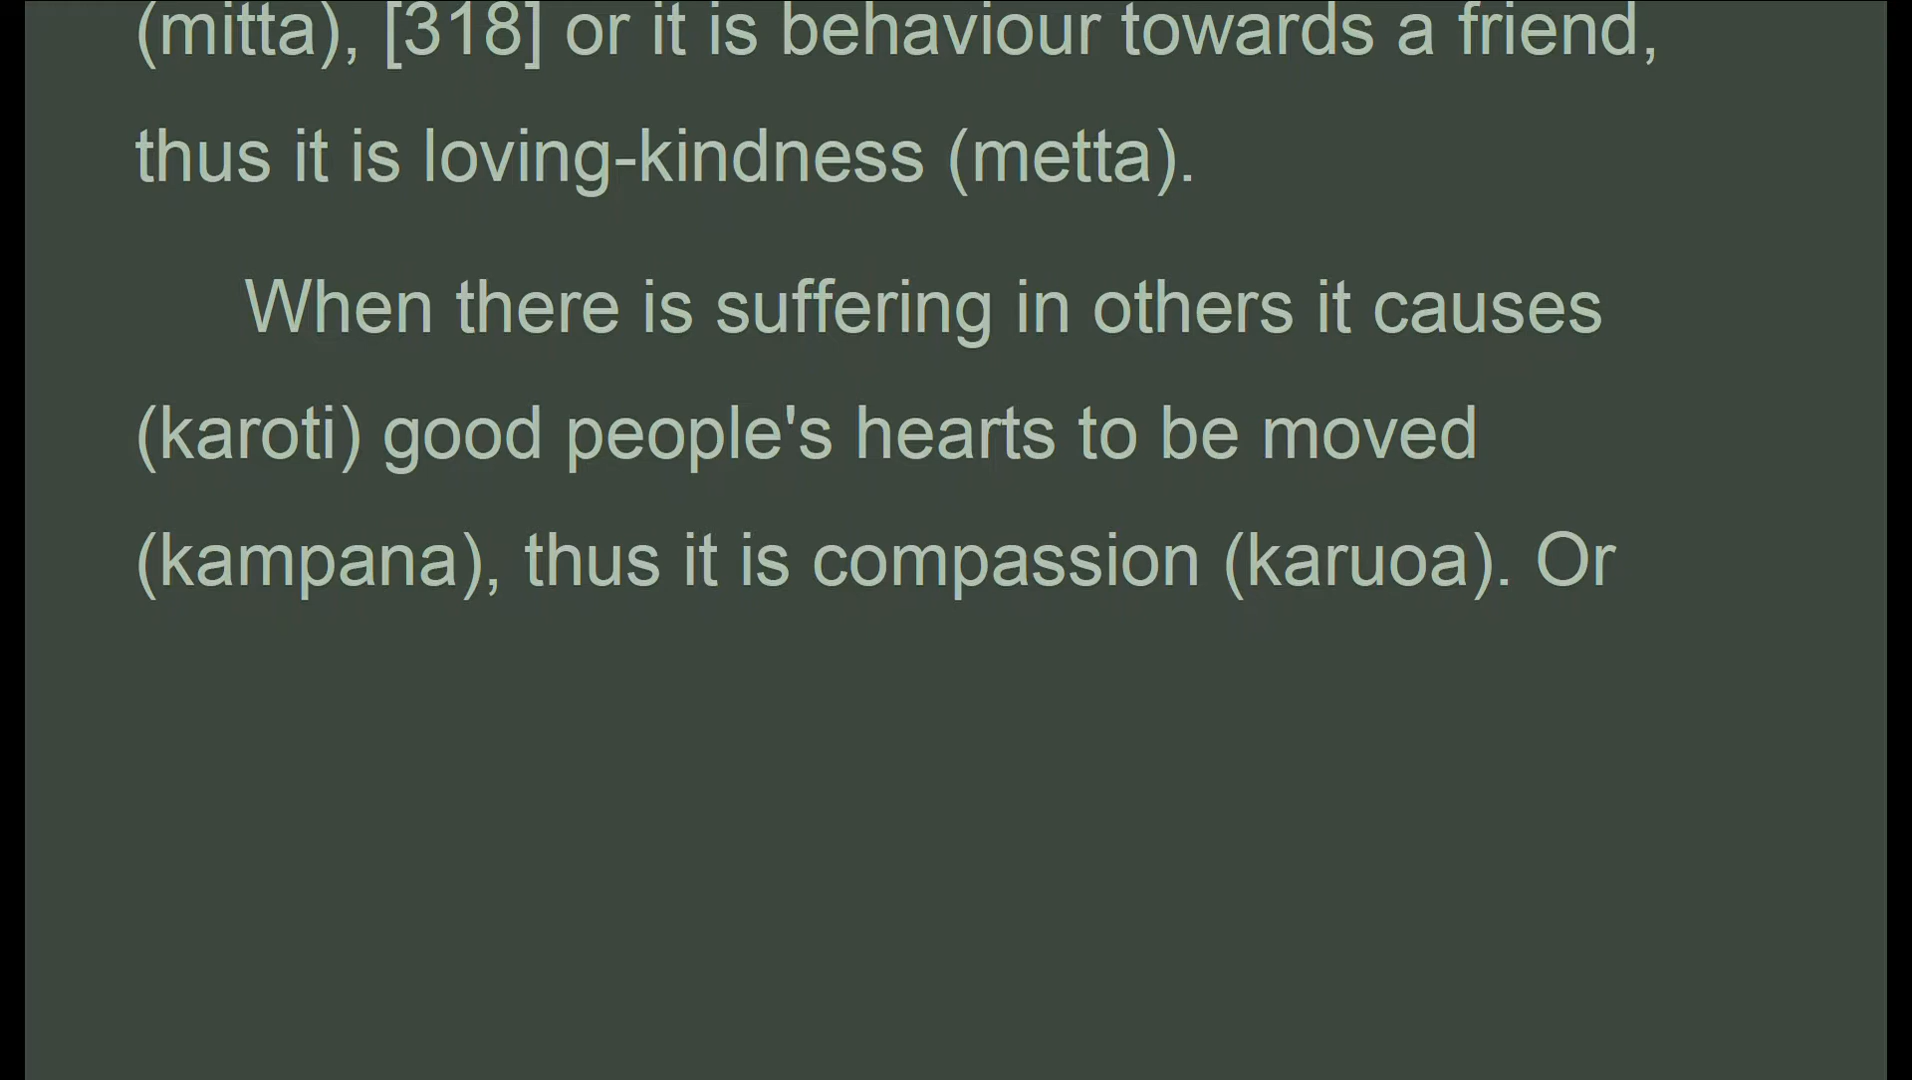 (mitta), [318] or it is behaviour towards a friend,
thus it is loving-kindness (metta).
When there is suffering in others it causes
(karoti) good people's hearts to be moved
(kampana), thus it is compassion (karuoa). Or